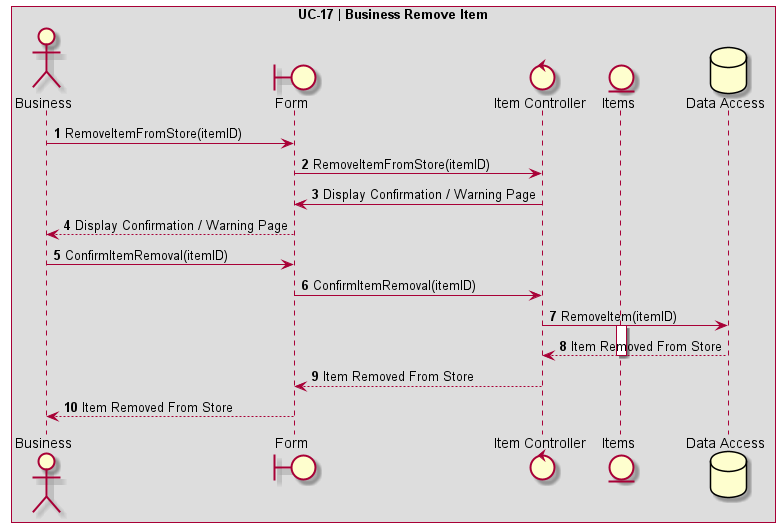 UC-17 | Business Remove Item
Business Form Item Controller Items Data Access
1 RemoveItemFromStore(itemID)
2 RemoveItemFromStore(itemID)
3 Display Confirmation / Warning Page
4 Display Confirmation / Warning Page
5 ConfirmItemRemoval(itemID)
6 ConfirmItemRemoval(itemID)
7 RemoveItem(itemID)
8 Item Removed From Store
9 Item Removed From Store
10 Item Removed From Store
Business Form Item Controller Items Data Access